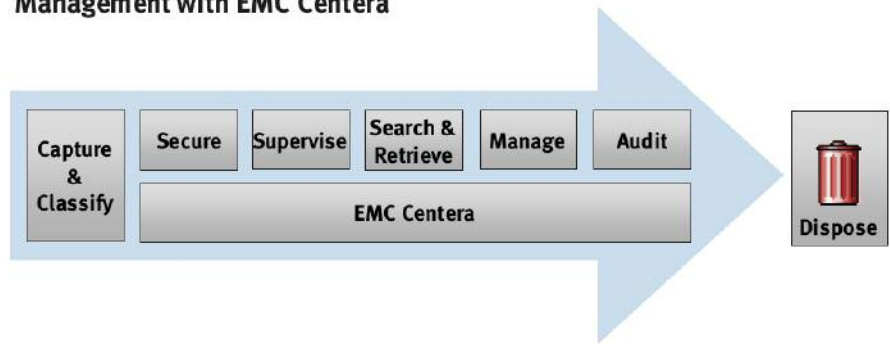 Management with EMC Centera
Capture
&
Classify
Secure
Supervise
Search &
Retrieve
Manage
Audit
EMC Centera
Dispose